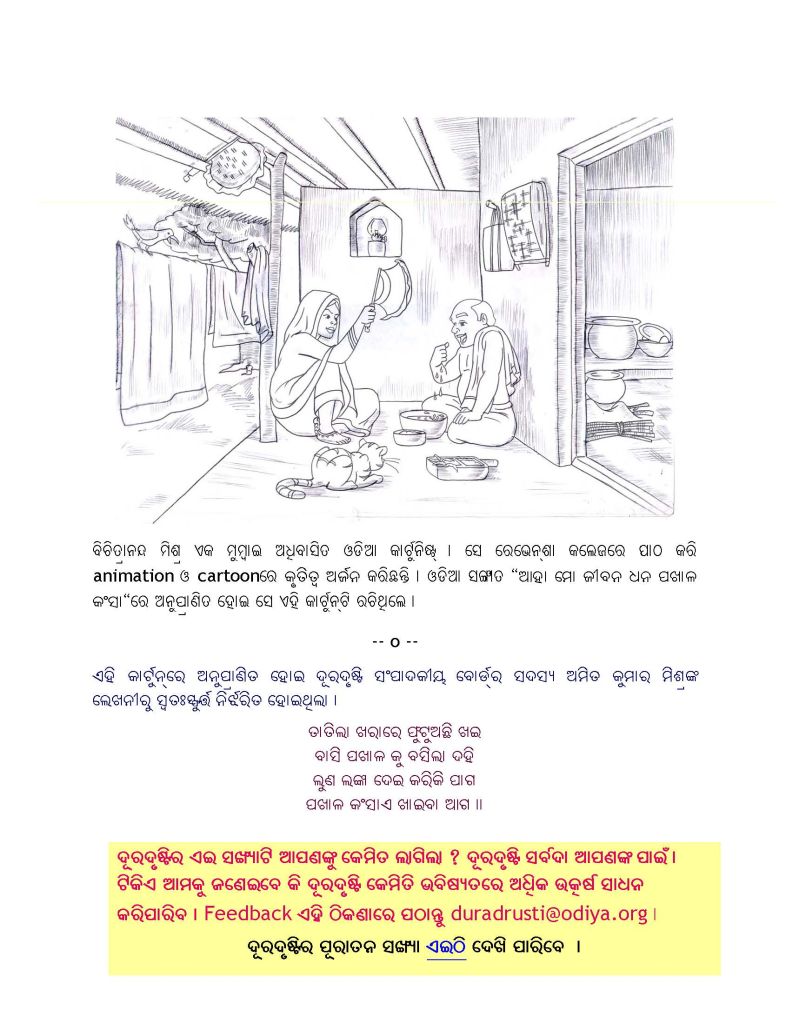 ବିଚିତ୍ରାନନ୍ଦ ମିଶ୍ର ଏକ ମୁମ୍ବାଇ ଅଧିବାସିତ ଓଡିଆ କାର୍ଟୁନିଷ୍ଟ୍ । ସେ ରେଭେନ୍ଶା କଲେଜରେ ପାଠ କରି
animation ଓ cartoonରେ କୃତିତ୍ୱ ଅର୍ଜନ କରିଛନ୍ତି । ଓଡିଆ ସଙ୍ଗୀତ “ଆହା ମୋ ଜୀବନ ଧନ ପଖାଳ
କଂସା“ରେ ଅନୁପ୍ରାଣିତ ହୋଇ ସେ ଏହି କାର୍ଟୁନ୍‌ଟି ରଚିଥିଲେ ।
-- o --
ଏହି କାର୍ଟୁନ୍‌ରେ ଅନୁପ୍ରାଣିତ ହୋଇ ଦୂରଦୃଷ୍ଟି ସଂପାଦକୀୟ ବୋର୍ଡ୍‌ର ସଦସ୍ୟ ଅମିତ କୁମାର ମିଶ୍ରଙ୍କ
ଲେଖନୀରୁ ସ୍ୱତଃସ୍ଫୁର୍ତ୍ତ ନିର୍ଝରିତ ହୋଇଥିଲା ।
ତାତିଲା ଖରାରେ ଫୁଟୁଅଛି ଖଇ
ବାସି ପଖାଳ କୁ ବସିଲା ଦହି
ଲୁଣ ଲଙ୍କା ଦେଇ କରିକି ପାଗ
ପଖାଳ କଂସାଏ ଖାଇବା ଆଗ ॥
ଦୂରଦୃଷ୍ଟିର ଏଇ ସଙ୍ଖ୍ୟାଟି ଆପଣଙ୍କୁ କେମିତ ଲାଗିଲା ? ଦୂରଦୃଷ୍ଟି ସର୍ବଦା ଆପଣଙ୍କ ପାଇଁ ।
ଟିକିଏ ଆମକୁ ଜଣେଇବେ କି ଦୂରଦୃଷ୍ଟି କେମିତି ଭବିଷ୍ୟତରେ ଅଧିକ ଉତ୍କର୍ଷ ସାଧନ
କରିପାରିବ । Feedback ଏହି ଠିକଣାରେ ପଠାନ୍ତୁ duradrusti@odiya.org ।
ଦୂରଦୃଷ୍ଟିର ପୂରାତନ ସଙ୍ଖ୍ୟା ଏଇଠି ଦେଖି ପାରିବେ ।